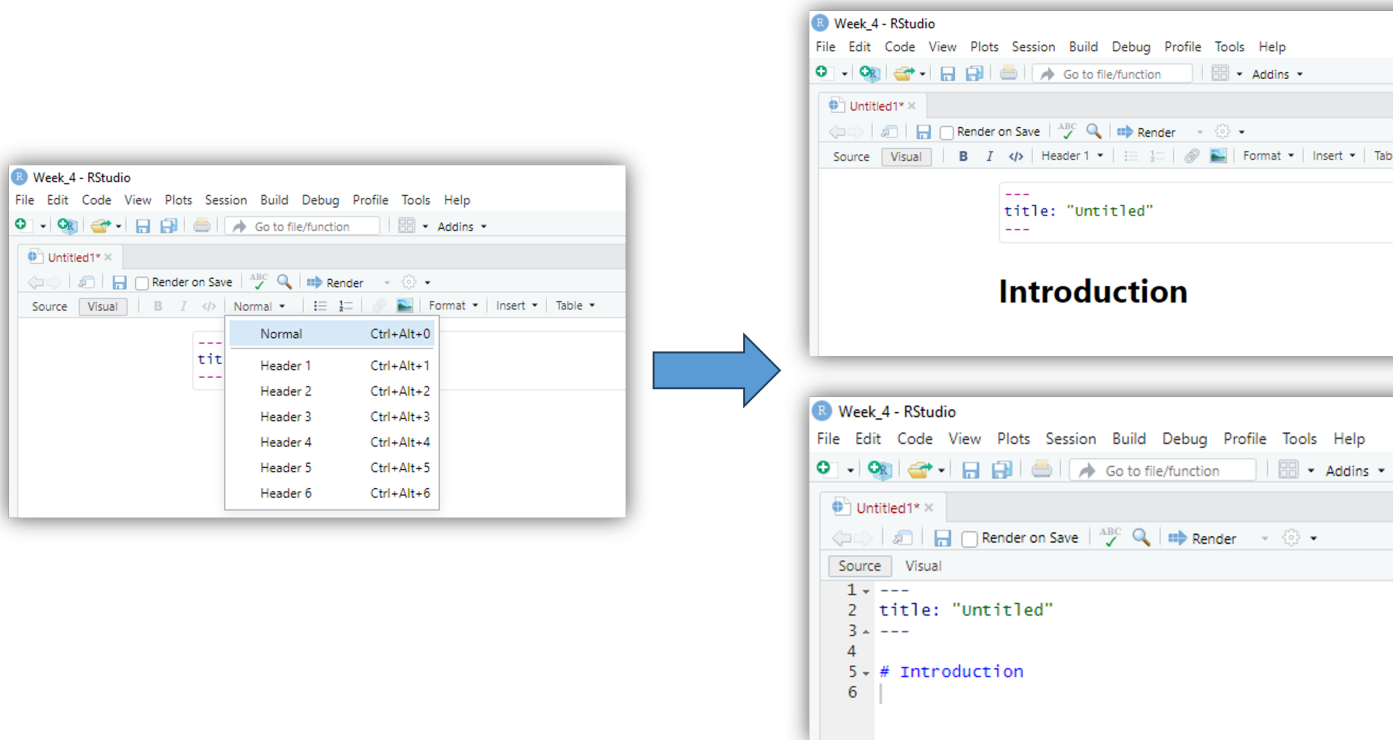 Week_4 - RStudio
File Edit Code View Plots Session Build Debug Profile Tools Help
Go to file/function Addins
Untitled1*
Render on Save ABC Render
Source Visual B I </> Normal Format Insert Table
---
tit
---
Normal Ctrl+Alt+0
Header 1 Ctrl+Alt+1
Header 2 Ctrl+Alt+2
Header 3 Ctrl+Alt+3
Header 4 Ctrl+Alt+4
Header 5 Ctrl+Alt+5
Header 6 Ctrl+Alt+6
R Week_4 - RStudio
File Edit Code View Plots Session Build Debug Profile Tools Help
Go to file/function Addins
Untitled1*
Render on Save ABC Render
Source Visual B I </> Header 1 Format Insert Tab
---
title: "Untitled"
---
Introduction
R Week_4 - RStudio
File Edit Code View Plots Session Build Debug Profile Tools Help
Go to file/function Addins
Untitled1*
Render on Save ABC Render
Source Visual
1 ---
2 title: "Untitled"
3 ---
4
5 # Introduction
6